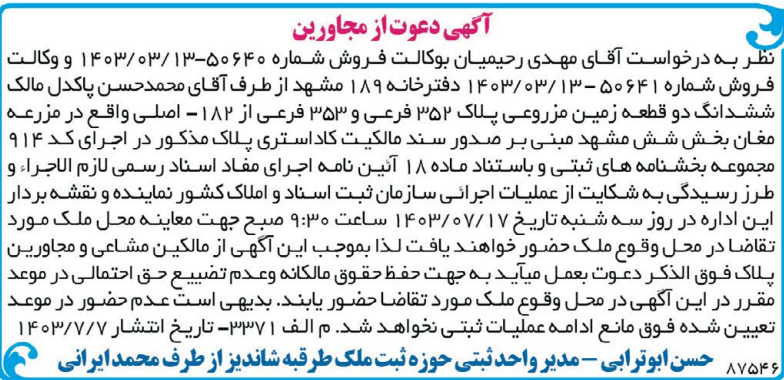 آگهی دعوت از مجاورین
نظر به درخواست آقای مهدی رحیمیان بوکالت فروش شماره ۵۰۶۴۰-۱۴۰۳/۰۳/۱۳ و وکالت
فروش شماره ۵۰۶۴۱ - ۱۴۰۳/۰۳/۱۳ دفترخانه ۱۸۹ مشهد از طرف آقای محمدحسن پاکدل مالک
ششدانگ دو قطعه زمین مزروعی پلاک ۳۵۲ فرعی و ۳۵۳ فرعی از ۱۸۲- اصلی واقع در مزرعه
مغان بخش شش مشهد مبنی بر صدور سند مالکیت کاداستری پلاک مذکور در اجرای کد ۹۱۴
مجموعه بخشنامه های ثبتی و باستناد ماده ۱۸ آئین نامه اجرای مفاد اسناد رسمی لازم الاجراء و
طرز رسیدگی به شکایت از عملیات اجرائی سازمان ثبت اسناد و املاک کشور نماینده و نقشه بردار
این اداره در روز سه شنبه تاریخ ۱۴۰۳/۰۷/۱۷ ساعت ۹:۳۰ صبح جهت معاینه محل ملک مورد
تقاضا در محل وقوع ملک حضور خواهند یافت لذا بموجب این آگهی از مالکین مشاعی و مجاورین
پلاک فوق الذکر دعوت بعمل میآید به جهت حفظ حقوق مالکانه وعدم تضییع حق احتمالی در موعد
مقرر در این آگهی در محل وقوع ملک مورد تقاضا حضور یابند. بدیهی است عدم حضور در موعد
تعیین شده فوق مانع ادامه عملیات ثبتی نخواهد شد. م الف ۳۳۷۱- تاریخ انتشار ۱۴۰۳/۷/۷
حسن ابوترابی – مدیر واحد ثبتی حوزه ثبت ملک طرقبه شاندیز از طرف محمد ایرانی
۸۷۵۴۶